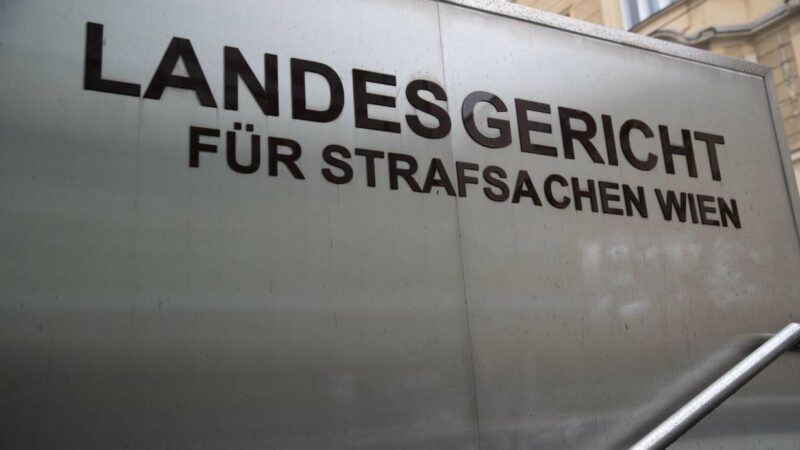 LANDESGERICHT
FÜR STRAFSACHEN WIEN